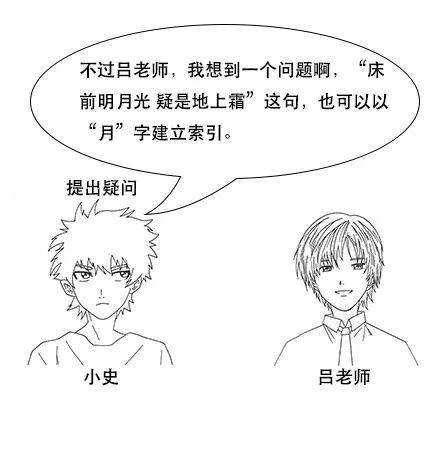 不过吕老师，我想到一个问题啊，“床
前明月光 疑是地上霜”这句，也可以以
“月”字建立索引。
提出疑问
小史
吕老师